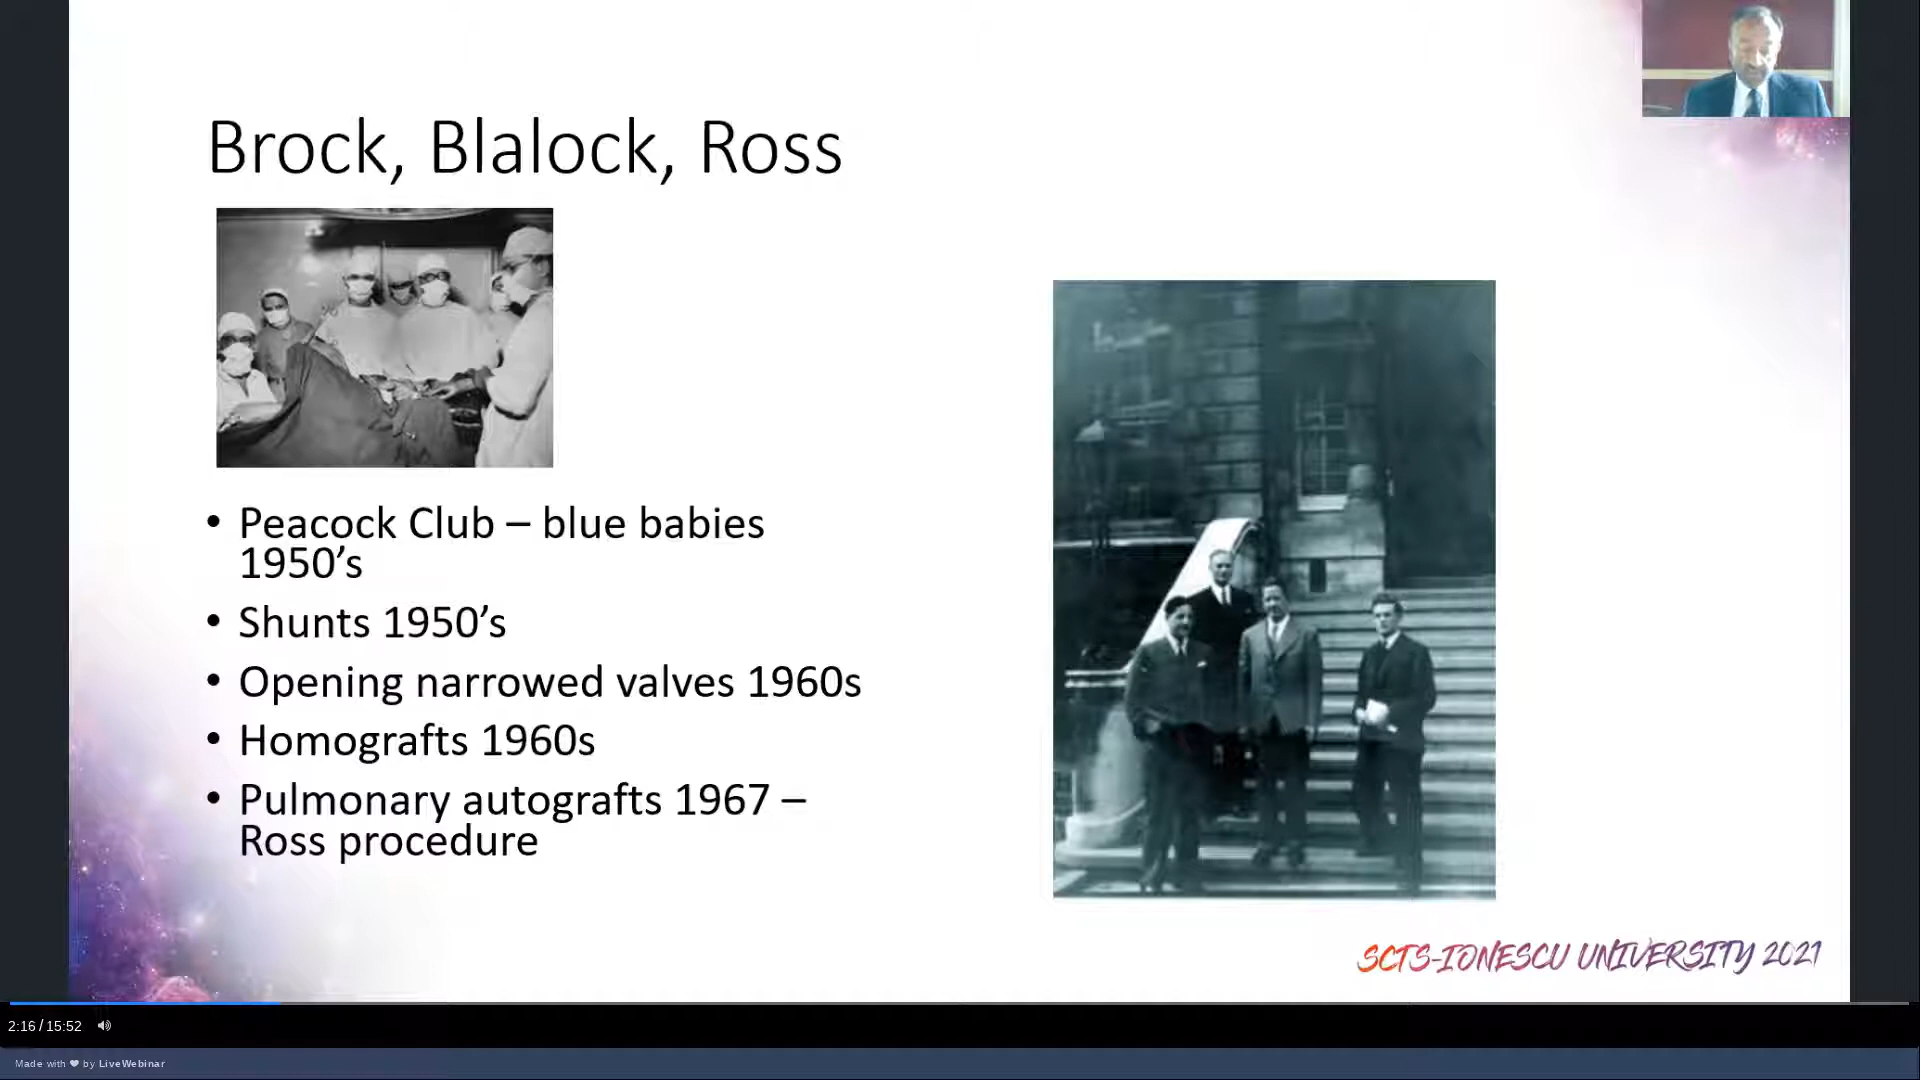 Brock, Blalock, Ross
• Peacock Club – blue babies
1950’s
• Shunts 1950’s
• Opening narrowed valves 1960s
• Homografts 1960s
• Pulmonary autografts 1967 –
Ross procedure
SCTS-IONESCU UNIVERSITY 2021
2:16 / 15:52
Made with ❤ by LiveWebinar